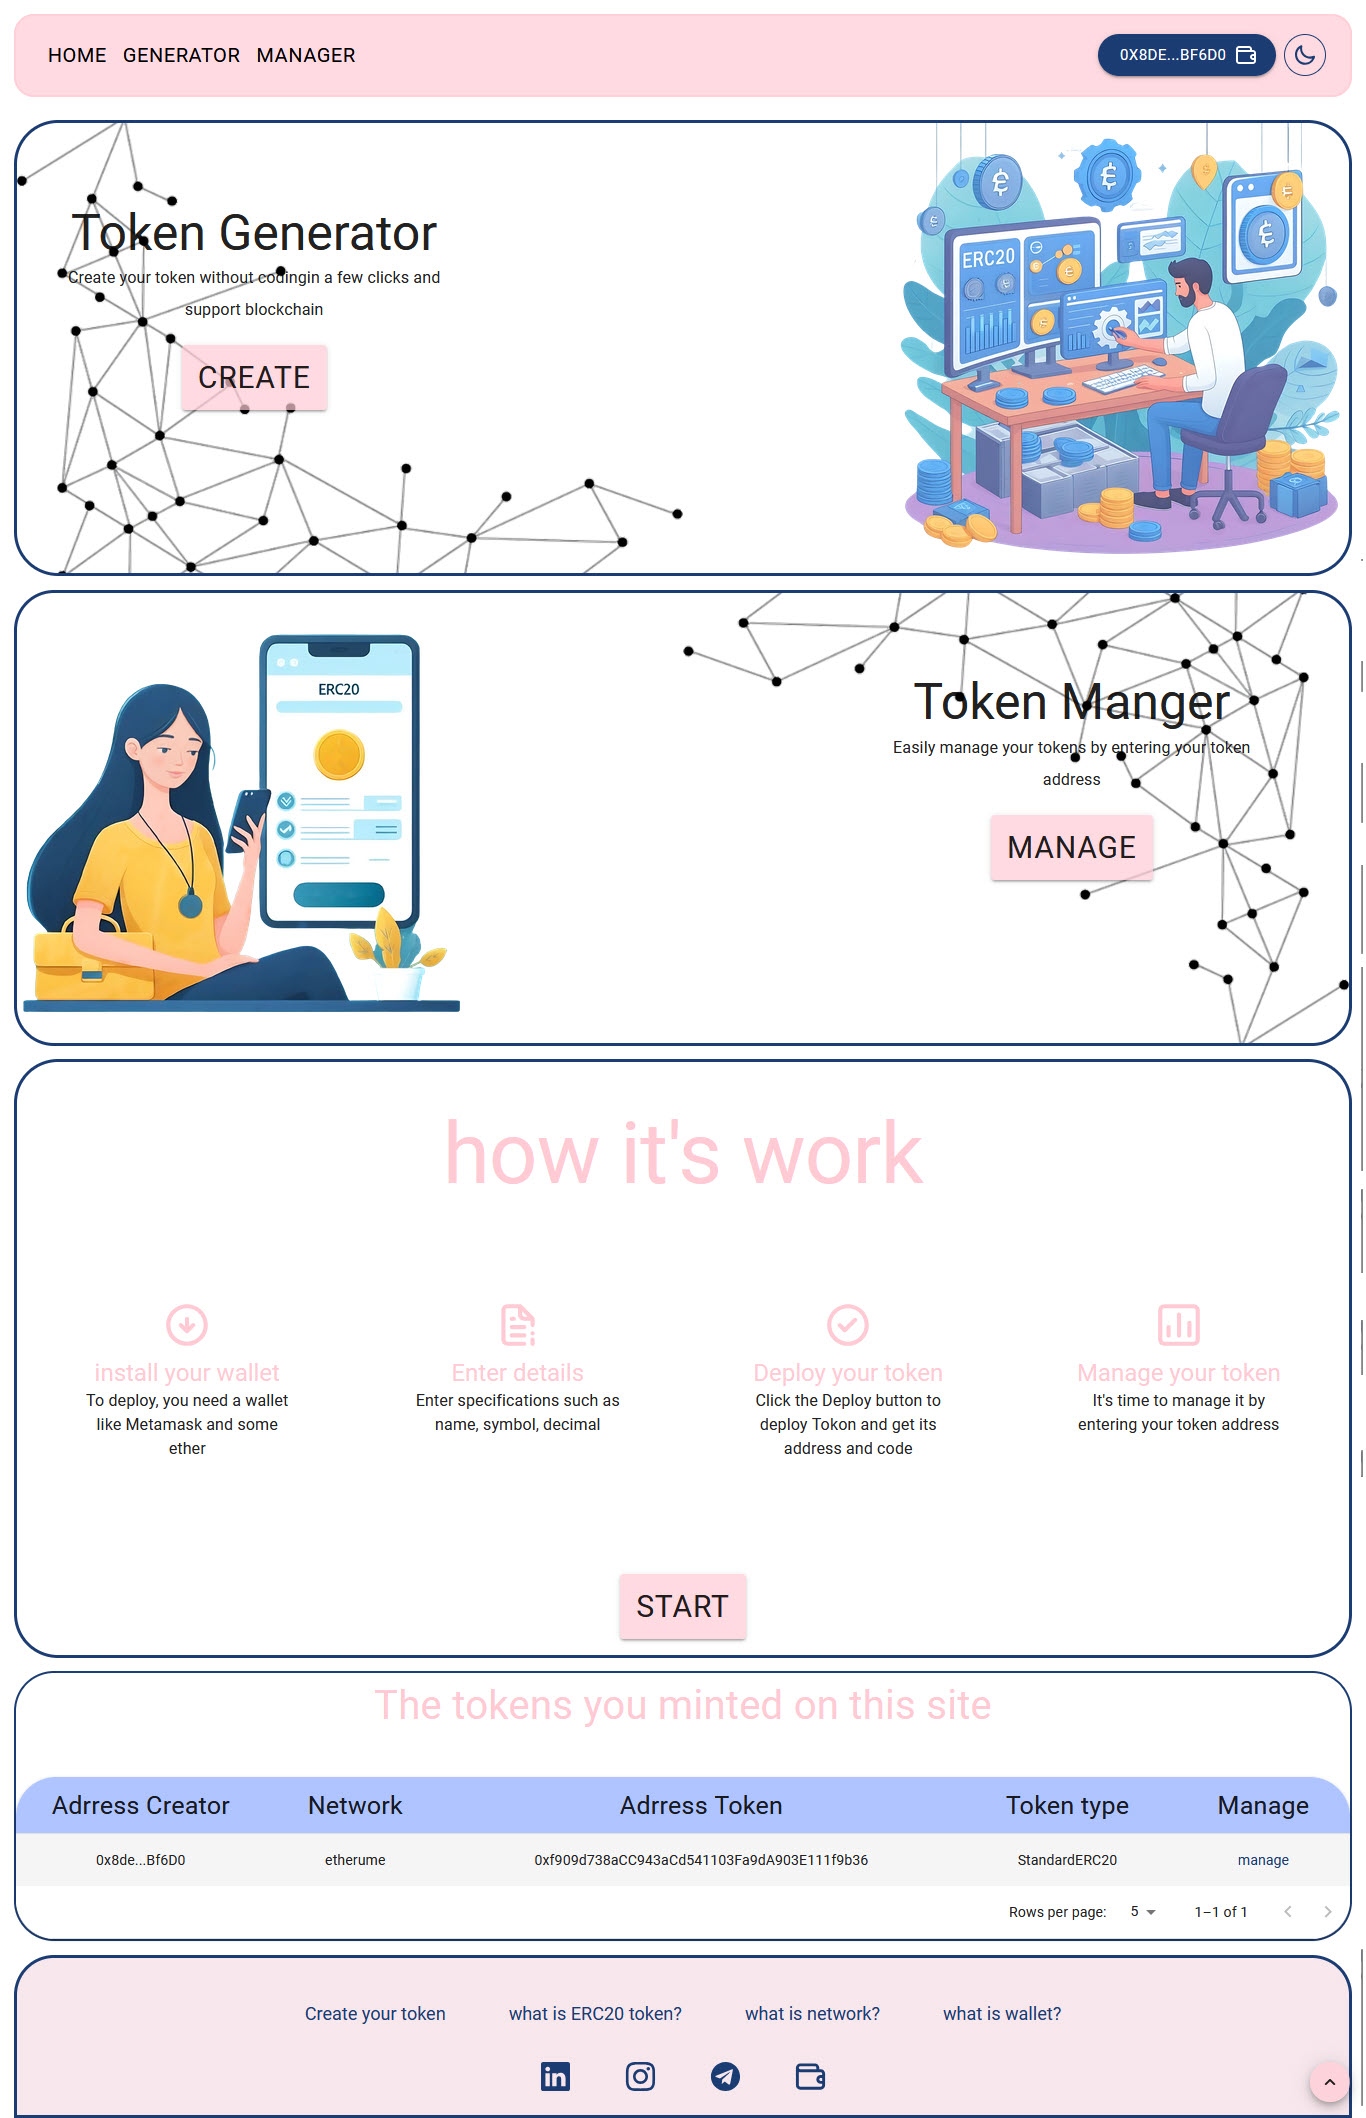 HOME GENERATOR MANAGER
0X8DE...BF6D0
Token Generator
Create your token without codingin a few clicks and
support blockchain
CREATE
ERC20
ERC20
Token Manger
Easily manage your tokens by entering your token
address
MANAGE
how it's work
install your wallet
To deploy, you need a wallet
like Metamask and some
ether
Enter details
Enter specifications such as
name, symbol, decimal
Deploy your token
Click the Deploy button to
deploy Tokon and get its
address and code
Manage your token
It's time to manage it by
entering your token address
START
The tokens you minted on this site
Adrress Creator Network Adrress Token Token type Manage
0x8de...Bf6D0 etherume 0xf909d738aCC943aCd541103Fa9dA903E111f9b36 StandardERC20 manage
Rows per page: 5 1–1 of 1
Create your token what is ERC20 token? what is network? what is wallet?